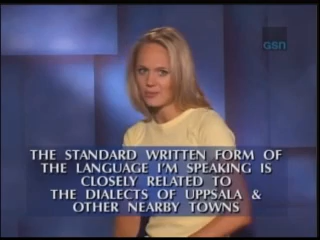 GSN
THE STANDARD WRITTEN FORM OF
THE LANGUAGE I'M SPEAKING IS
CLOSELY RELATED TO
THE DIALECTS OF UPPSALA &
OTHER NEARBY TOWNS